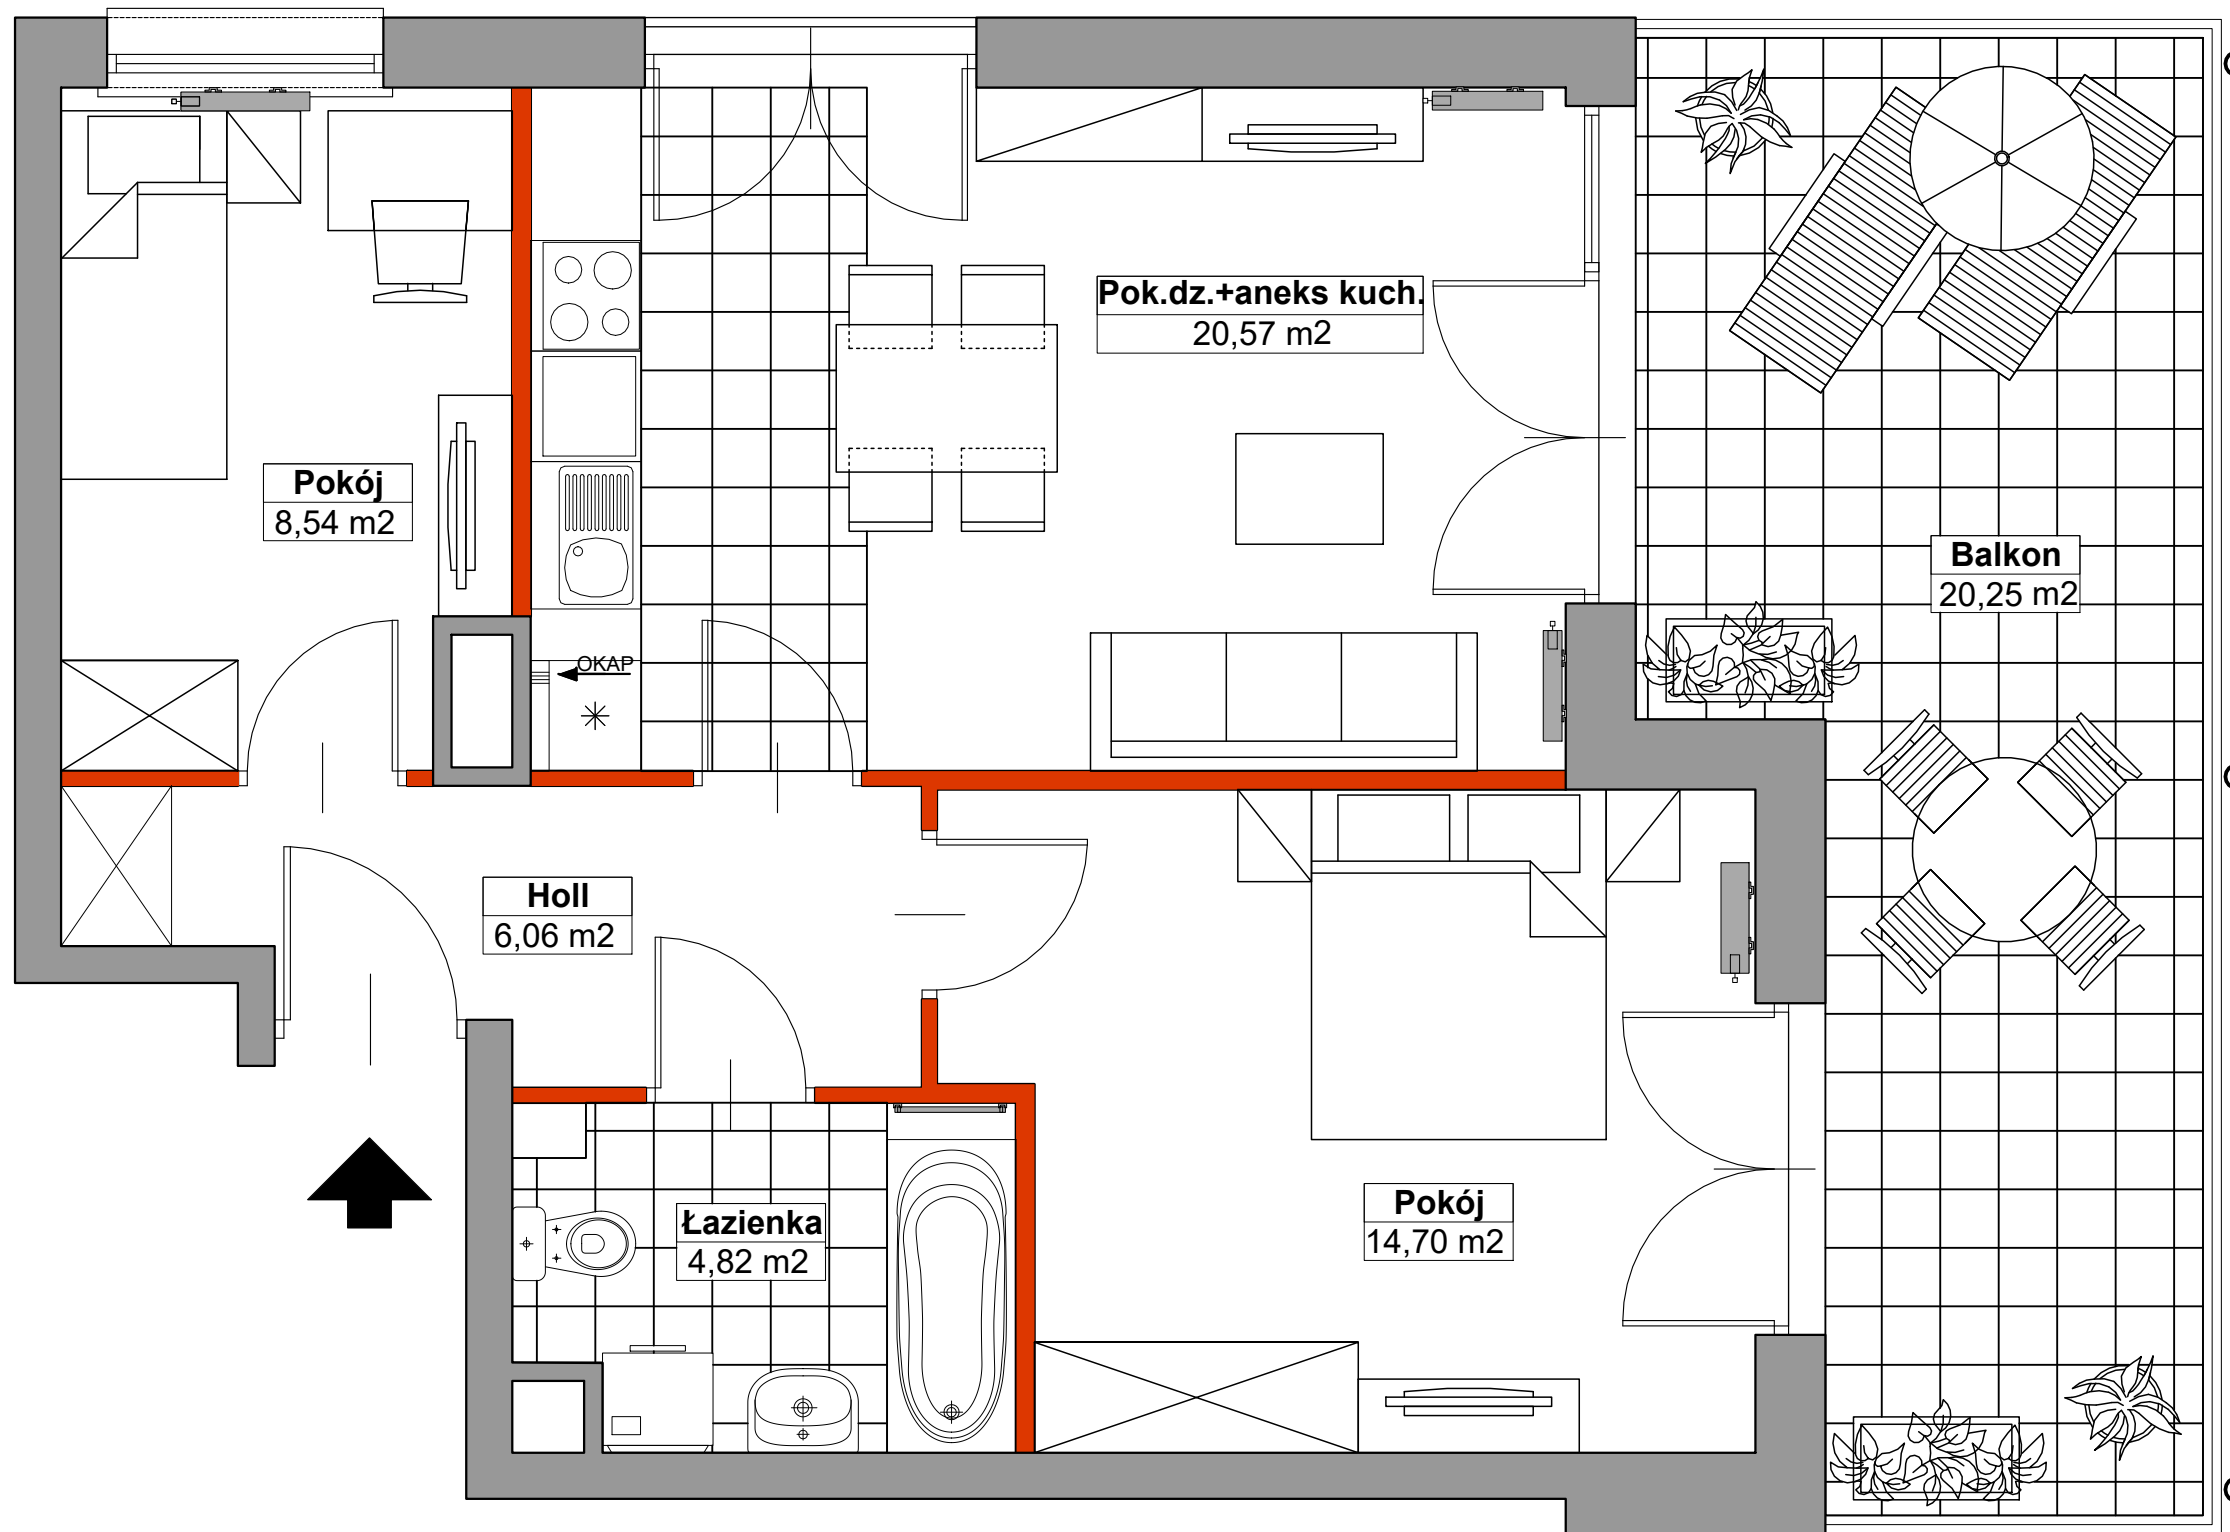 Pok.dz.+aneks kuch.
20,57 m2
Pokój
8,54 m2
Balkon
20,25 m2
OKAP
Holl
6,06 m2
Łazienka
4,82 m2
Pokój
14,70 m2